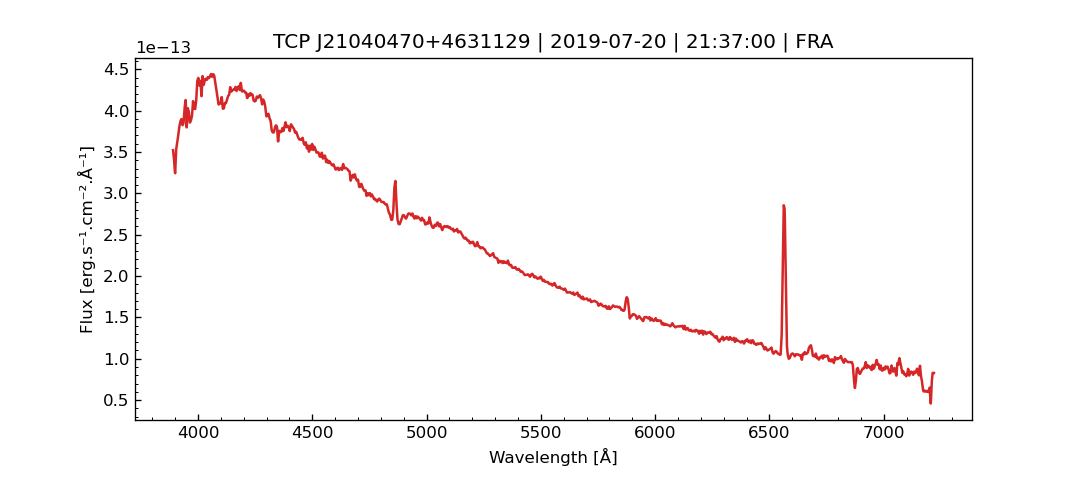 TCP J21040470+4631129 | 2019-07-20 | 21:37:00 | FRA
1e−13
4.5
4.0
3.5
3.0
2.5
2.0
1.5
1.0
0.5
Flux [erg.s⁻¹.cm⁻².Å⁻¹]
4000 4500 5000 5500 6000 6500 7000
Wavelength [Å]